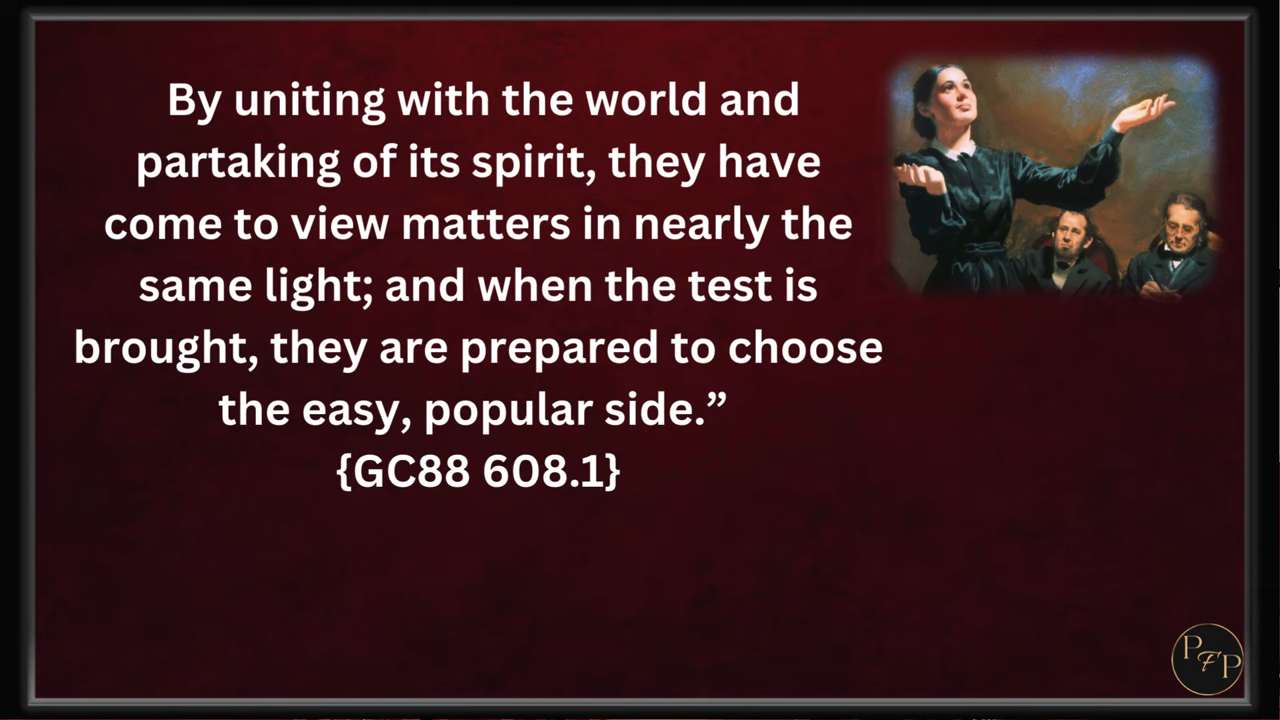 By uniting with the world and
partaking of its spirit, they have
come to view matters in nearly the
same light; and when the test is
brought, they are prepared to choose
the easy, popular side.”
{GC88 608.1}
PFP